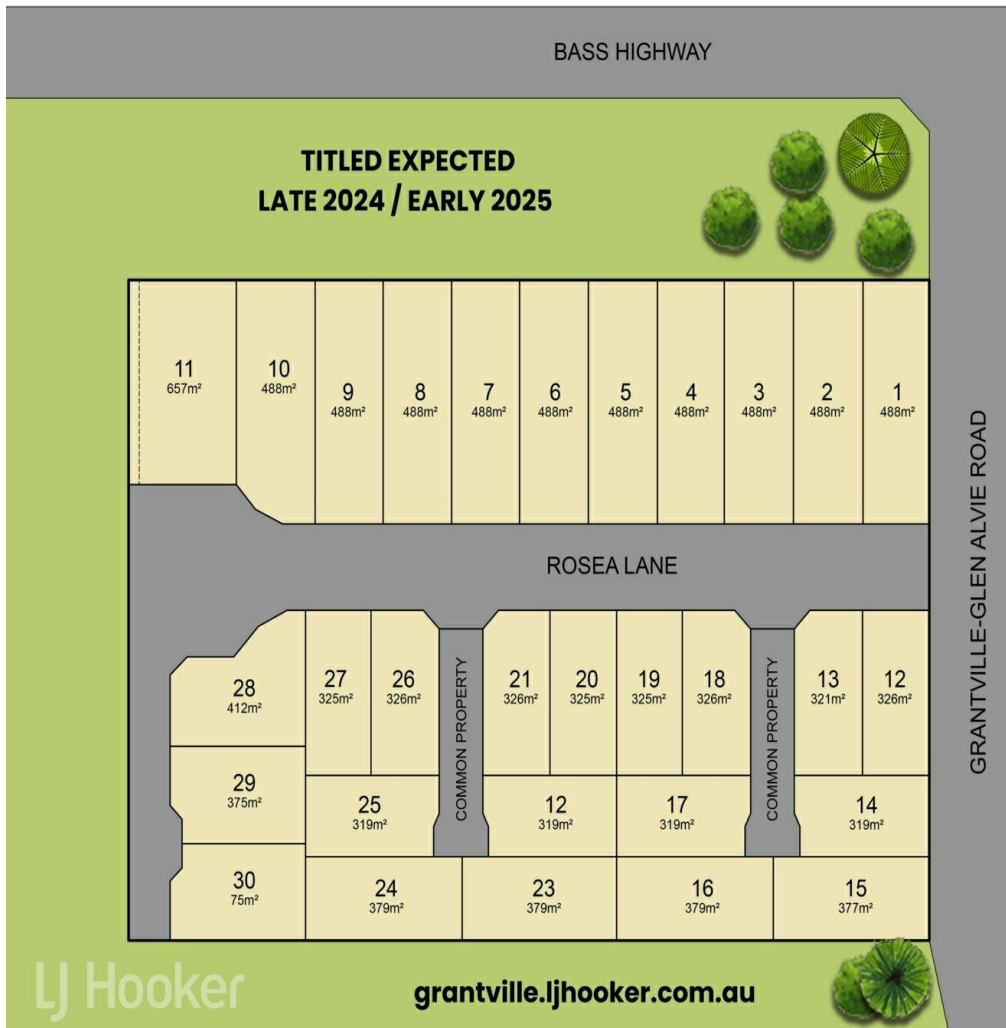 BASS HIGHWAY
TITLED EXPECTED
LATE 2024 / EARLY 2025
11
657m²
10
488m²
9
488m²
8
488m²
7
488m²
6
488m²
5
488m²
4
488m²
3
488m²
2
488m²
1
488m²
GRANTVILLE-GLEN ALVIE ROAD
ROSEA LANE
28
412m²
27
325m²
26
326m²
COMMON PROPERTY
21
326m²
20
325m²
19
325m²
18
326m²
COMMON PROPERTY
13
321m²
12
326m²
29
375m²
25
319m²
12
319m²
17
319m²
14
319m²
30
75m²
24
379m²
23
379m²
16
379m²
15
377m²
LJ Hooker
grantville.ljhooker.com.au